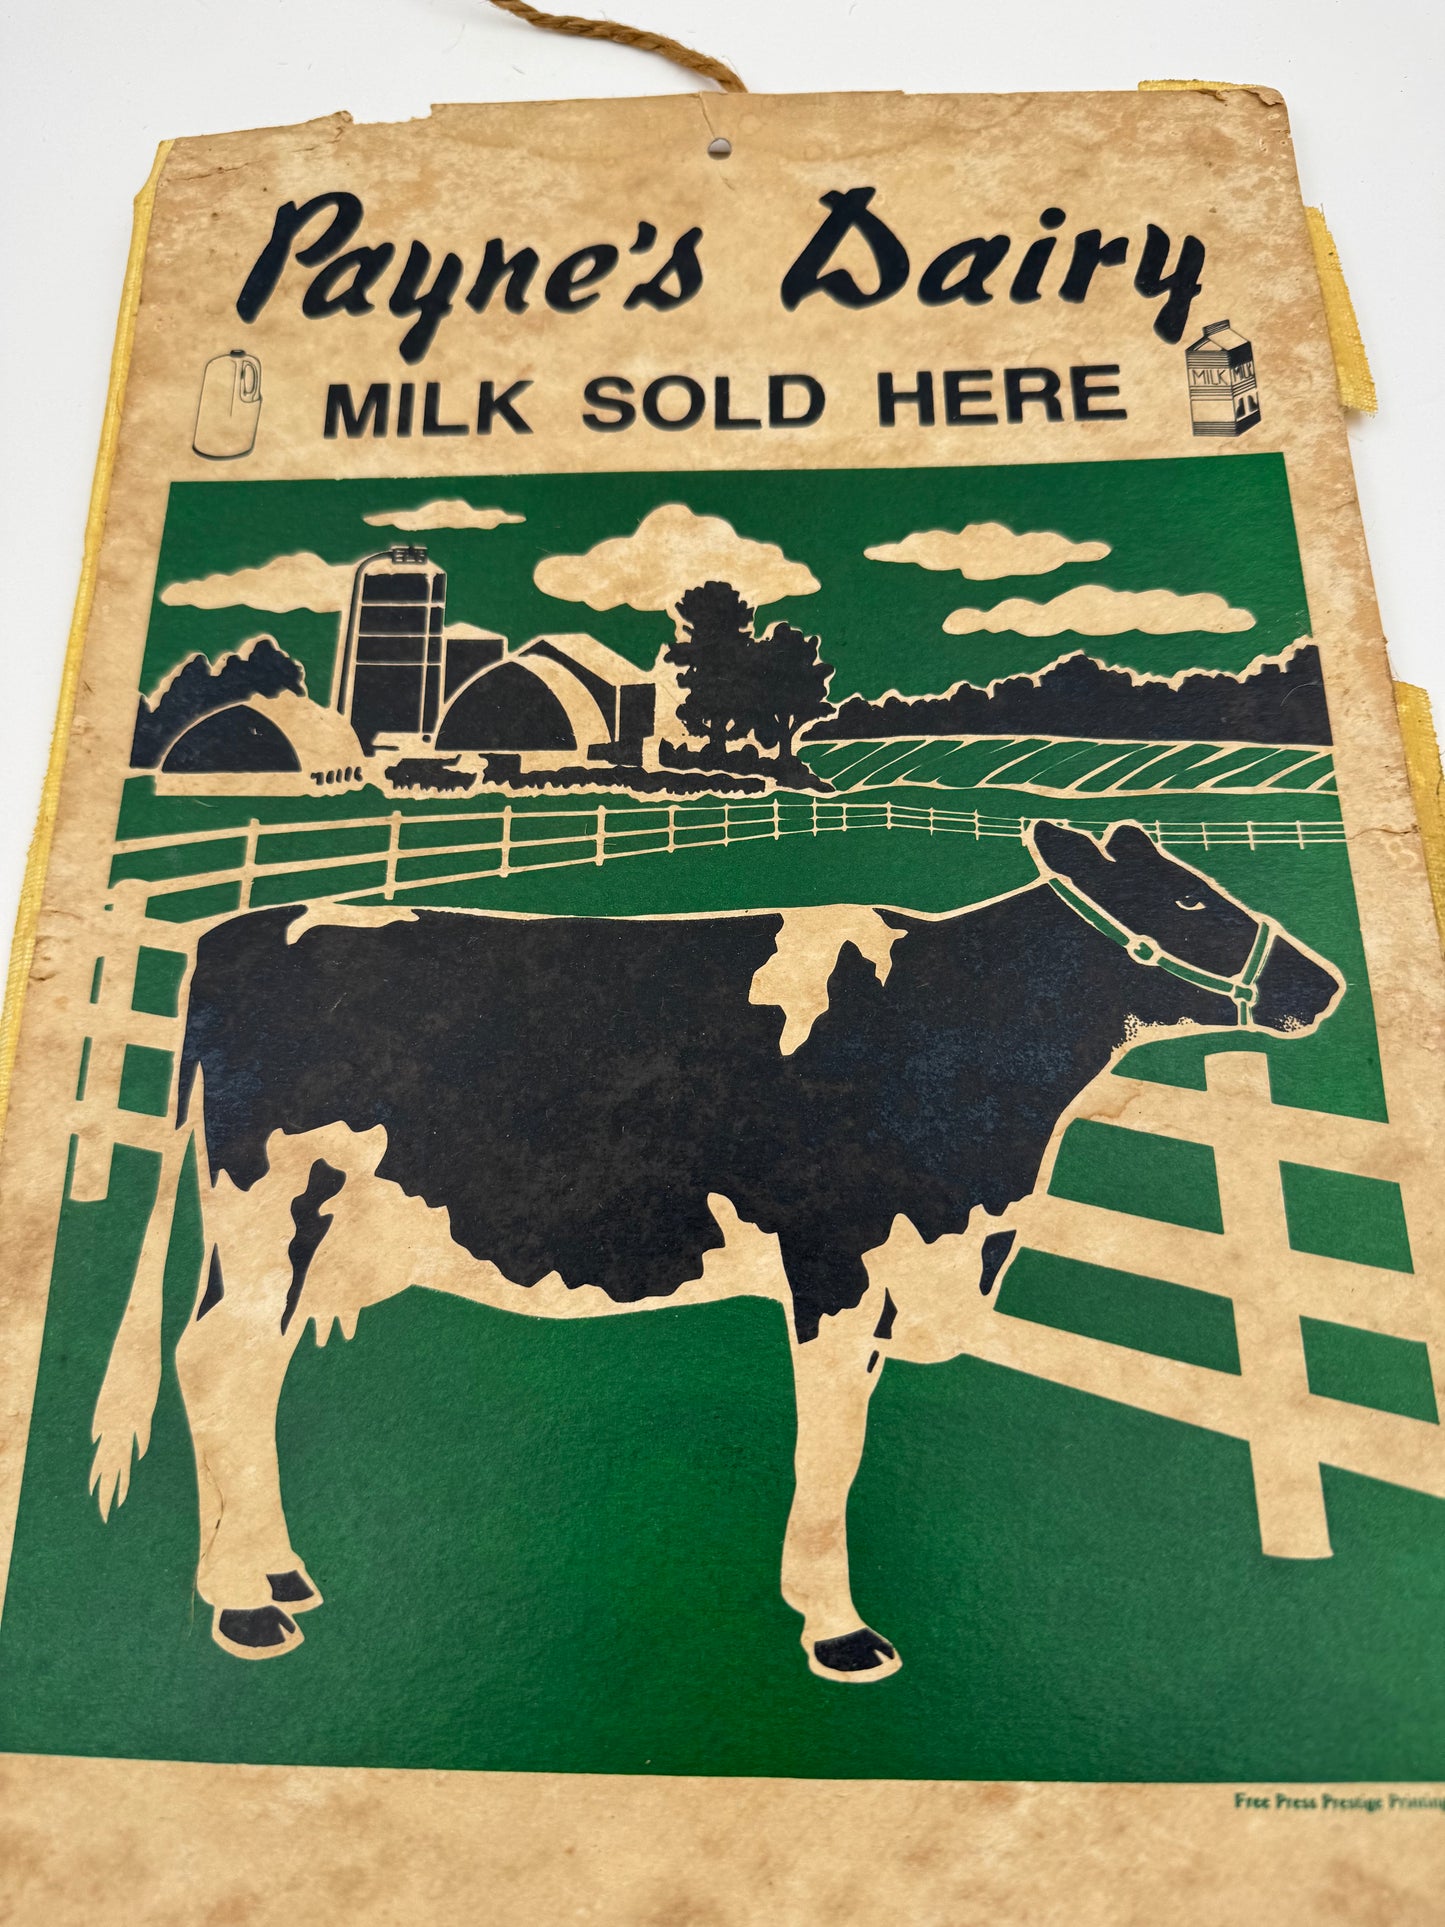 Payne's Dairy
MILK SOLD HERE
MILK MILK
Free Press Prestige Printing